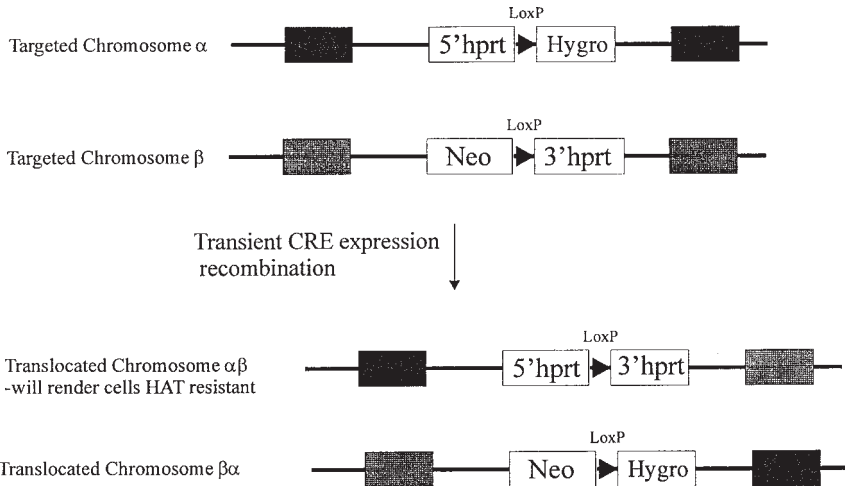 LoxP
Targeted Chromosome α
5'hprt
Hygro
LoxP
Targeted Chromosome β
Neo
3'hprt
Transient CRE expression
recombination
LoxP
Translocated Chromosome αβ
-will render cells HAT resistant
5'hprt
3'hprt
LoxP
Translocated Chromosome βα
Neo
Hygro